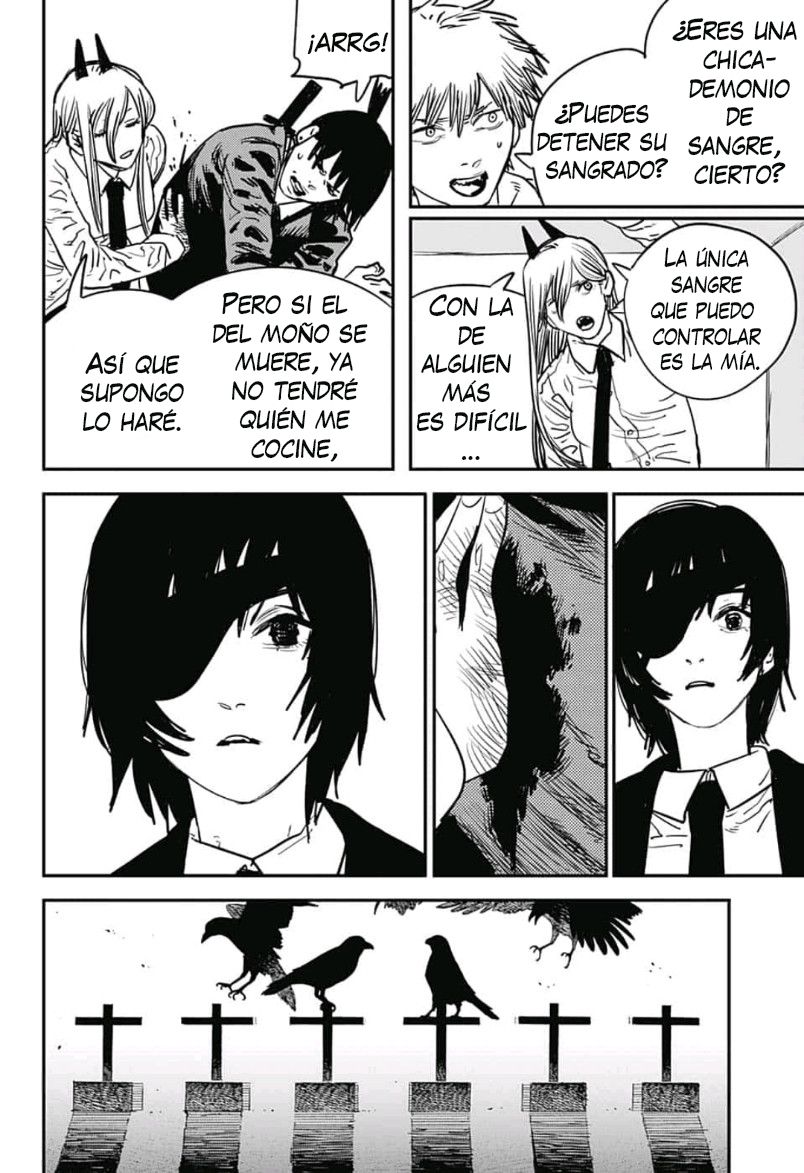 ¿ERES UNA
CHICA-
DEMONIO
DE
SANGRE,
CIERTO?
¿PUEDES
DETENER SU
SANGRADO?
¡ARRG!
LA ÚNICA
SANGRE
QUE PUEDO
CONTROLAR
ES LA MÍA.
CON LA
DE
ALGUIEN
MÁS
ES DIFÍCIL
...
PERO SI EL
DEL MOÑO SE
MUERE, YA
NO TENDRÉ
QUIÉN ME
COCINE,
ASÍ QUE
SUPONGO
LO HARÉ.